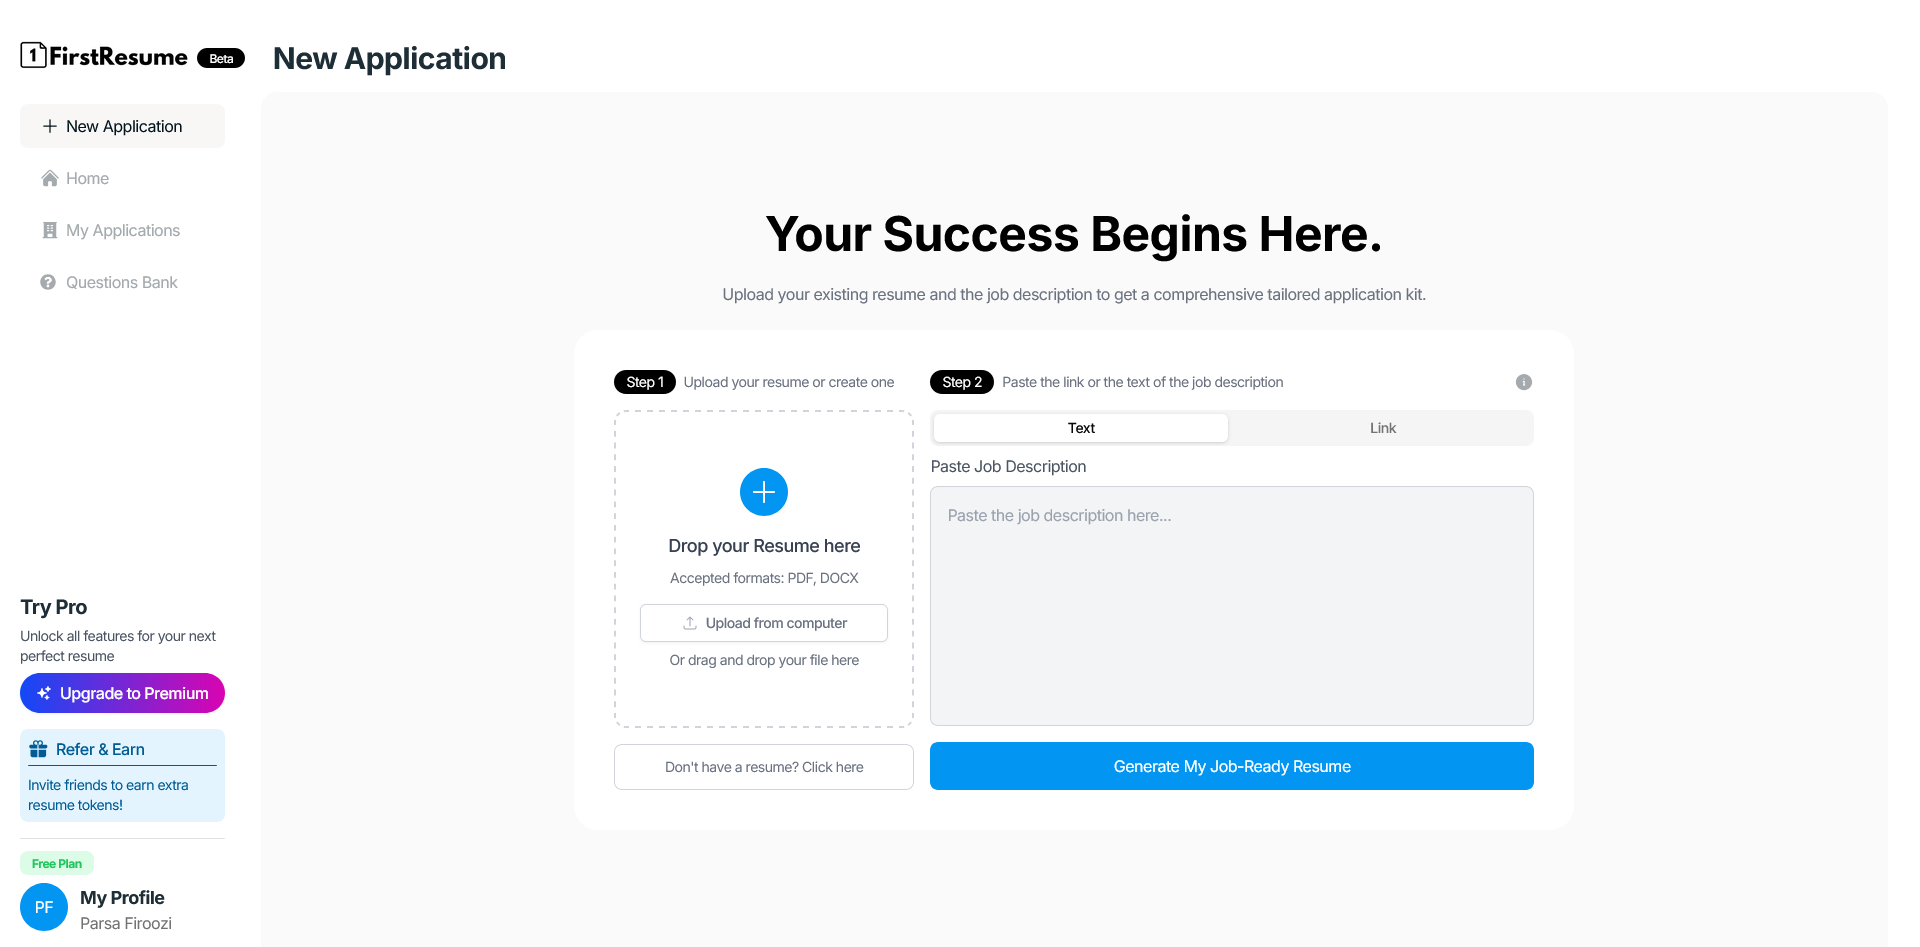 1FirstResume Beta
New Application
New Application
Home
My Applications
Questions Bank
Your Success Begins Here.
Upload your existing resume and the job description to get a comprehensive tailored application kit.
Step 1 Upload your resume or create one
Drop your Resume here
Accepted formats: PDF, DOCX
Upload from computer
Or drag and drop your file here
Don't have a resume? Click here
Step 2 Paste the link or the text of the job description
Text Link
Paste Job Description
Paste the job description here...
Generate My Job-Ready Resume
Try Pro
Unlock all features for your next
perfect resume
Upgrade to Premium
Refer & Earn
Invite friends to earn extra
resume tokens!
Free Plan
PF
My Profile
Parsa Firoozi